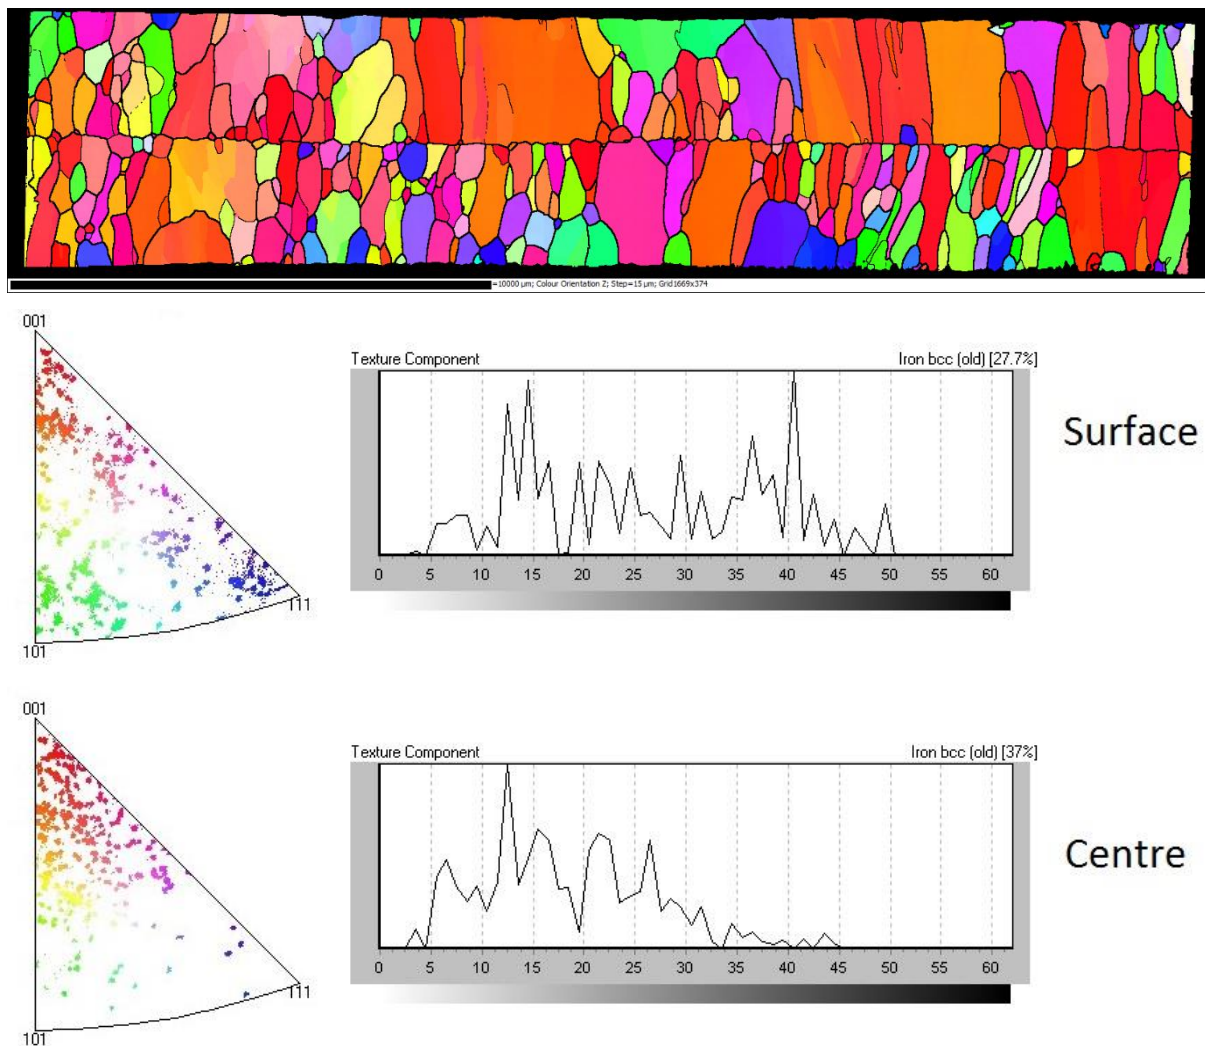 =10000 µm; Colour Orientation Z; Step=15 µm; Grid1669x374
001
111
101
Texture Component Iron bcc (old) [27.7%]
0 5 10 15 20 25 30 35 40 45 50 55 60
Surface
001
111
101
Texture Component Iron bcc (old) [37%]
0 5 10 15 20 25 30 35 40 45 50 55 60
Centre